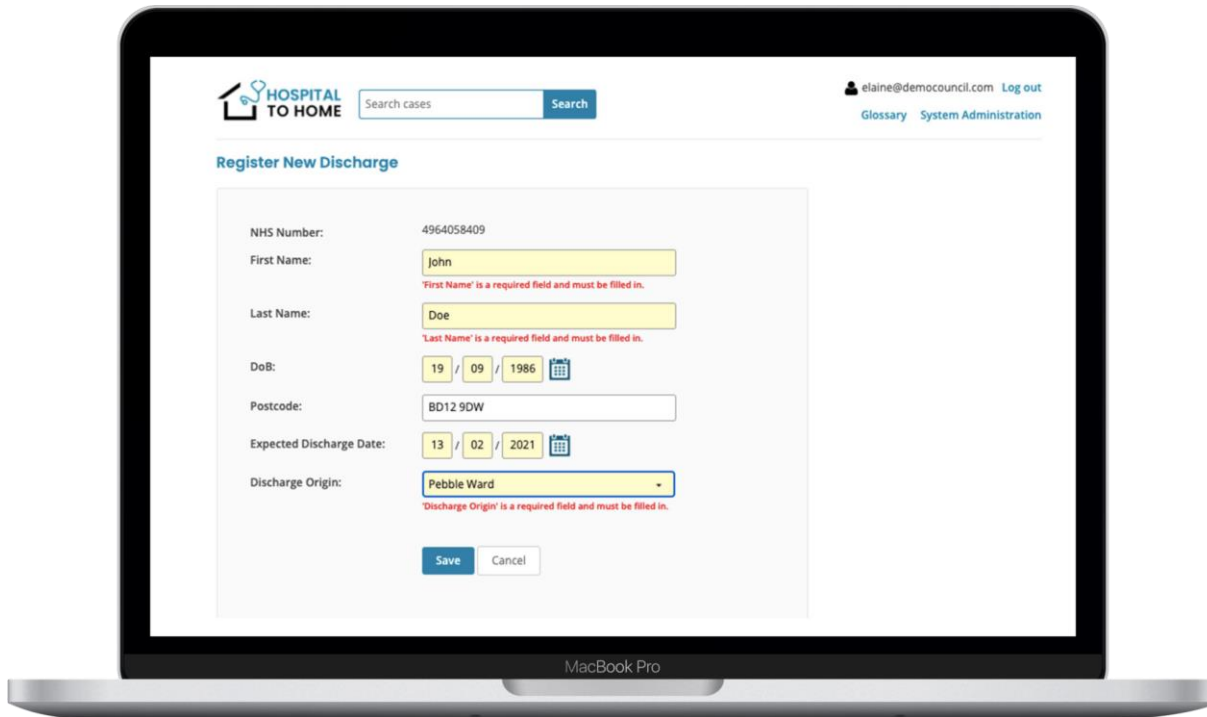 HOSPITAL
TO HOME
Search cases
Search
elaine@democouncil.com Log out
Glossary System Administration
Register New Discharge
NHS Number: 4964058409
First Name: John
'First Name' is a required field and must be filled in.
Last Name: Doe
'Last Name' is a required field and must be filled in.
DoB: 19 / 09 / 1986
Postcode: BD12 9DW
Expected Discharge Date: 13 / 02 / 2021
Discharge Origin: Pebble Ward
'Discharge Origin' is a required field and must be filled in.
Save Cancel
MacBook Pro